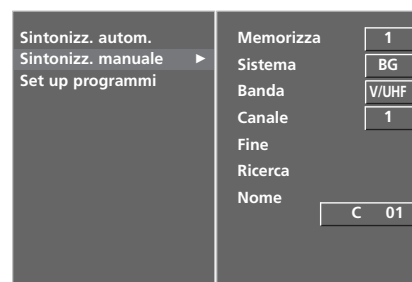 Sintonizz. autom.
Sintonizz. manuale ►
Set up programmi
Memorizza 1
Sistema BG
Banda V/UHF
Canale 1
Fine
Ricerca
Nome
C 01